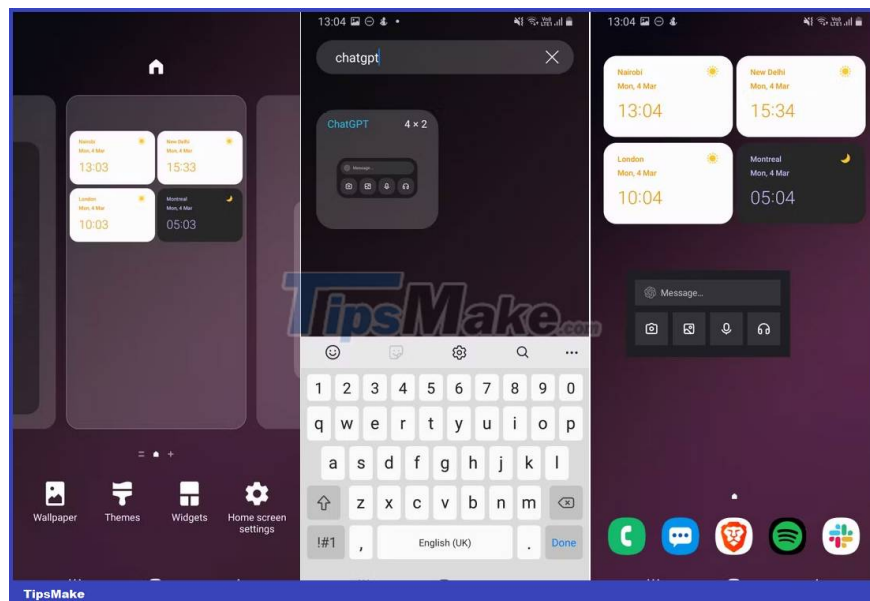 Nairobi
Mon, 4 Mar
13:03
New Delhi
Mon, 4 Mar
15:33
London
Mon, 4 Mar
10:03
Montreal
Mon, 4 Mar
05:03
Wallpaper
Themes
Widgets
Home screen
settings
13:04
chatgpt
ChatGPT 4 × 2
Message...
1 2 3 4 5 6 7 8 9 0
q w e r t y u i o p
a s d f g h j k l
z x c v b n m
!#1 , English (UK) . Done
13:04
Nairobi
Mon, 4 Mar
13:04
New Delhi
Mon, 4 Mar
15:34
London
Mon, 4 Mar
10:04
Montreal
Mon, 4 Mar
05:04
Message...
TipsMake.com
TipsMake